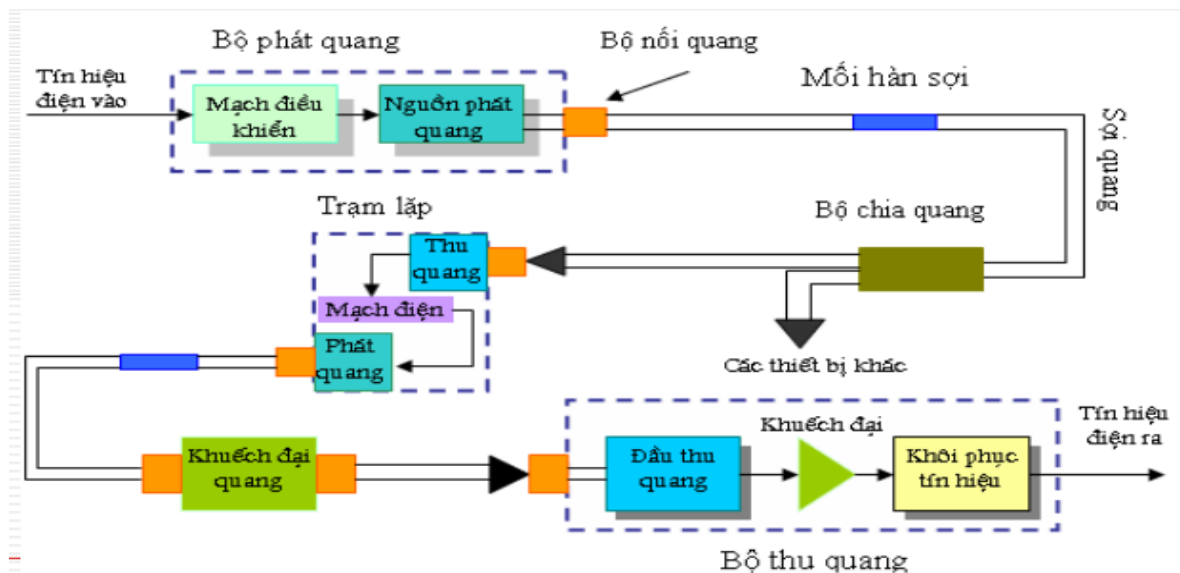 Bộ phát quang
Bộ nối quang
Tín hiệu
điện vào
Mạch điều
khiển
Nguồn phát
quang
Mối hàn sợi
Sợi quang
Trạm lặp
Bộ chia quang
Thu
quang
Mạch điện
Phát
quang
Các thiết bị khác
Khuếch đại
quang
Đầu thu
quang
Khuếch đại
Khôi phục
tín hiệu
Tín hiệu
điện ra
Bộ thu quang